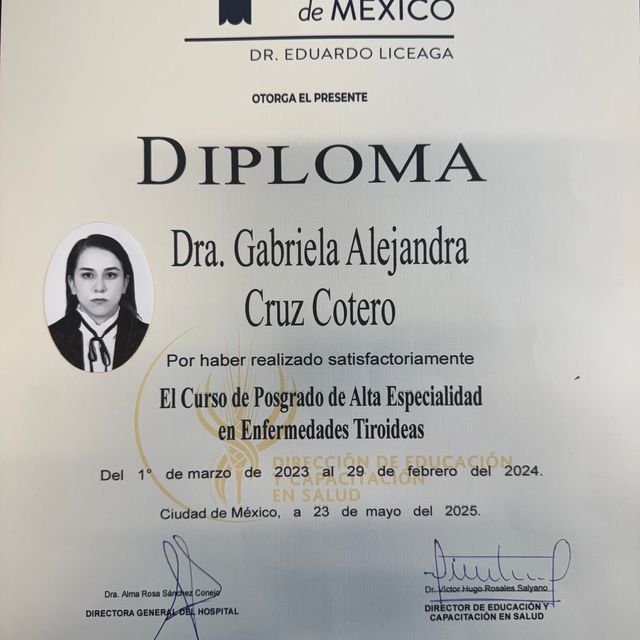 de MÉXICO
DR. EDUARDO LICEAGA
OTORGA EL PRESENTE
DIPLOMA
Dra. Gabriela Alejandra
Cruz Cotero
Por haber realizado satisfactoriamente
El Curso de Posgrado de Alta Especialidad
en Enfermedades Tiroideas
DIRECCIÓN DE EDUCACIÓN
Y CAPACITACIÓN
EN SALUD
Del 1° de marzo de 2023 al 29 de febrero del 2024.
Ciudad de México, a 23 de mayo del 2025.
Dra. Alma Rosa Sánchez Conejo
DIRECTORA GENERAL DEL HOSPITAL
Dr. Victor Hugo Rosales Salyano
DIRECTOR DE EDUCACIÓN Y
CAPACITACIÓN EN SALUD